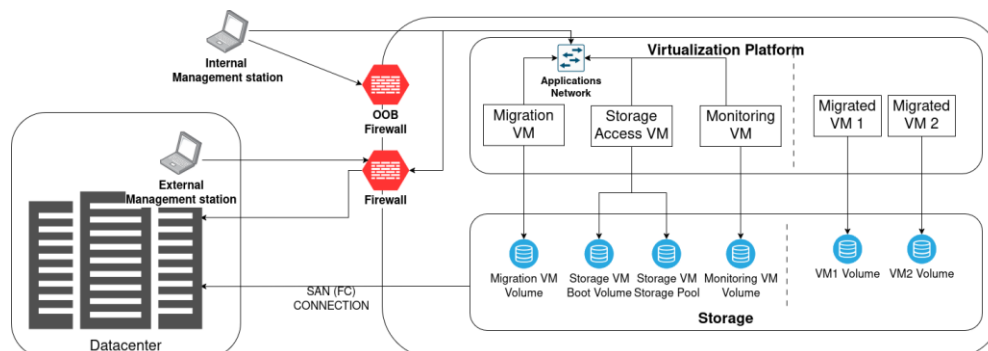 Internal
Management station
OOB
Firewall
External
Management station
Firewall
Datacenter
SAN (FC)
CONNECTION
Virtualization Platform
Applications
Network
Migration
VM
Storage
Access VM
Monitoring
VM
Migrated
VM 1
Migrated
VM 2
Migration VM
Volume
Storage VM
Boot Volume
Storage VM
Storage Pool
Monitoring VM
Volume
VM1 Volume
VM2 Volume
Storage